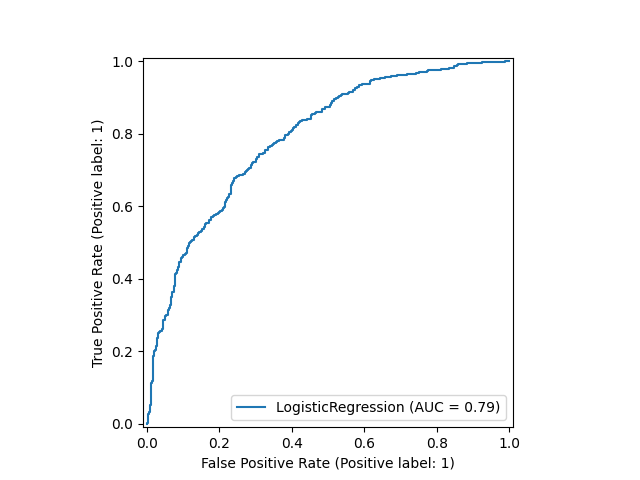 1.0
0.8
0.6
0.4
0.2
0.0
True Positive Rate (Positive label: 1)
LogisticRegression (AUC = 0.79)
0.0 0.2 0.4 0.6 0.8 1.0
False Positive Rate (Positive label: 1)